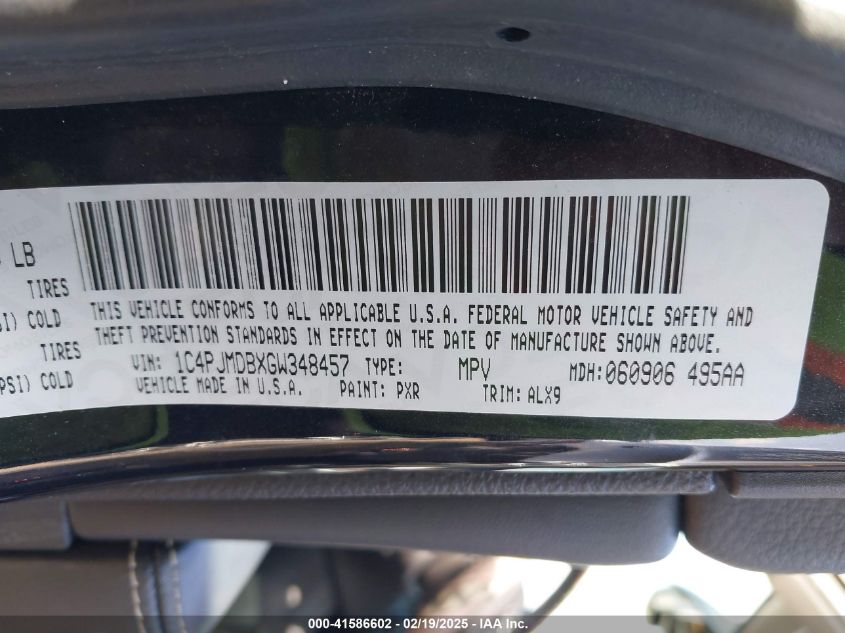 LB
TIRES
SI) COLD
TIRES
PSI) COLD
THIS VEHICLE CONFORMS TO ALL APPLICABLE U.S.A. FEDERAL MOTOR VEHICLE SAFETY AND
THEFT PREVENTION STANDARDS IN EFFECT ON THE DATE OF MANUFACTURE SHOWN ABOVE.
VIN: 1C4PJMDBXGW348457 TYPE: MPV MDH:060906 495AA
VEHICLE MADE IN U.S.A. PAINT: PXR TRIM: ALX9
000-41586602 - 02/19/2025 - IAA Inc.